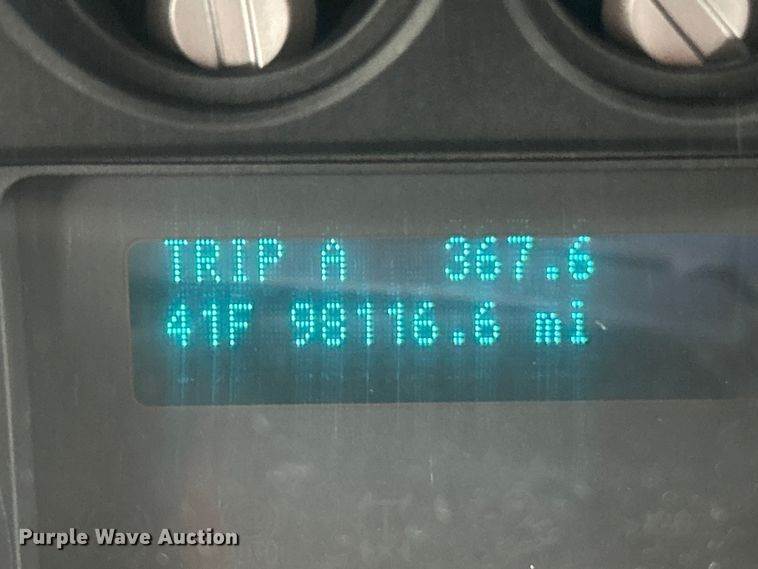 TRIP A 367.6
41F 98116.6 mi
Purple Wave Auction